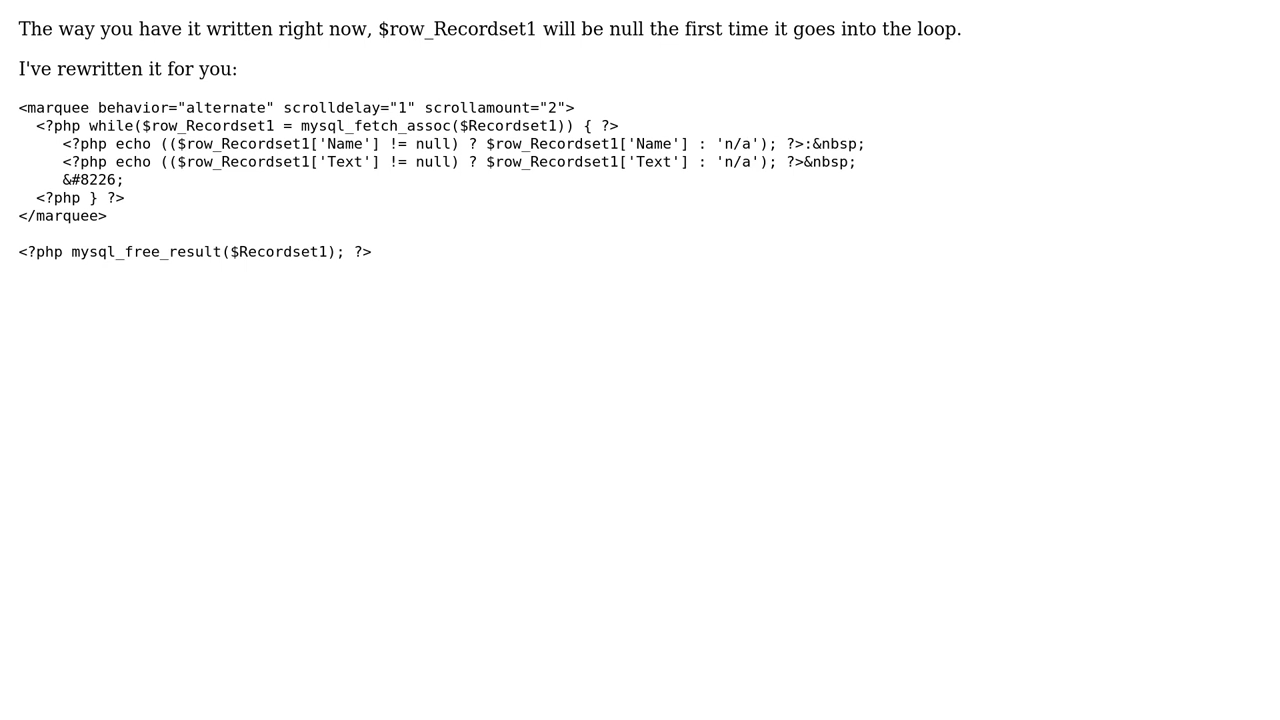 The way you have it written right now, $row_Recordset1 will be null the first time it goes into the loop.
I've rewritten it for you:
<marquee behavior="alternate" scrolldelay="1" scrollamount="2">
  <?php while($row_Recordset1 = mysql_fetch_assoc($Recordset1)) { ?>
     <?php echo (($row_Recordset1['Name'] != null) ? $row_Recordset1['Name'] : 'n/a'); ?>:&nbsp;
     <?php echo (($row_Recordset1['Text'] != null) ? $row_Recordset1['Text'] : 'n/a'); ?>&nbsp;
     &#8226;
  <?php } ?>
</marquee>
<?php mysql_free_result($Recordset1); ?>